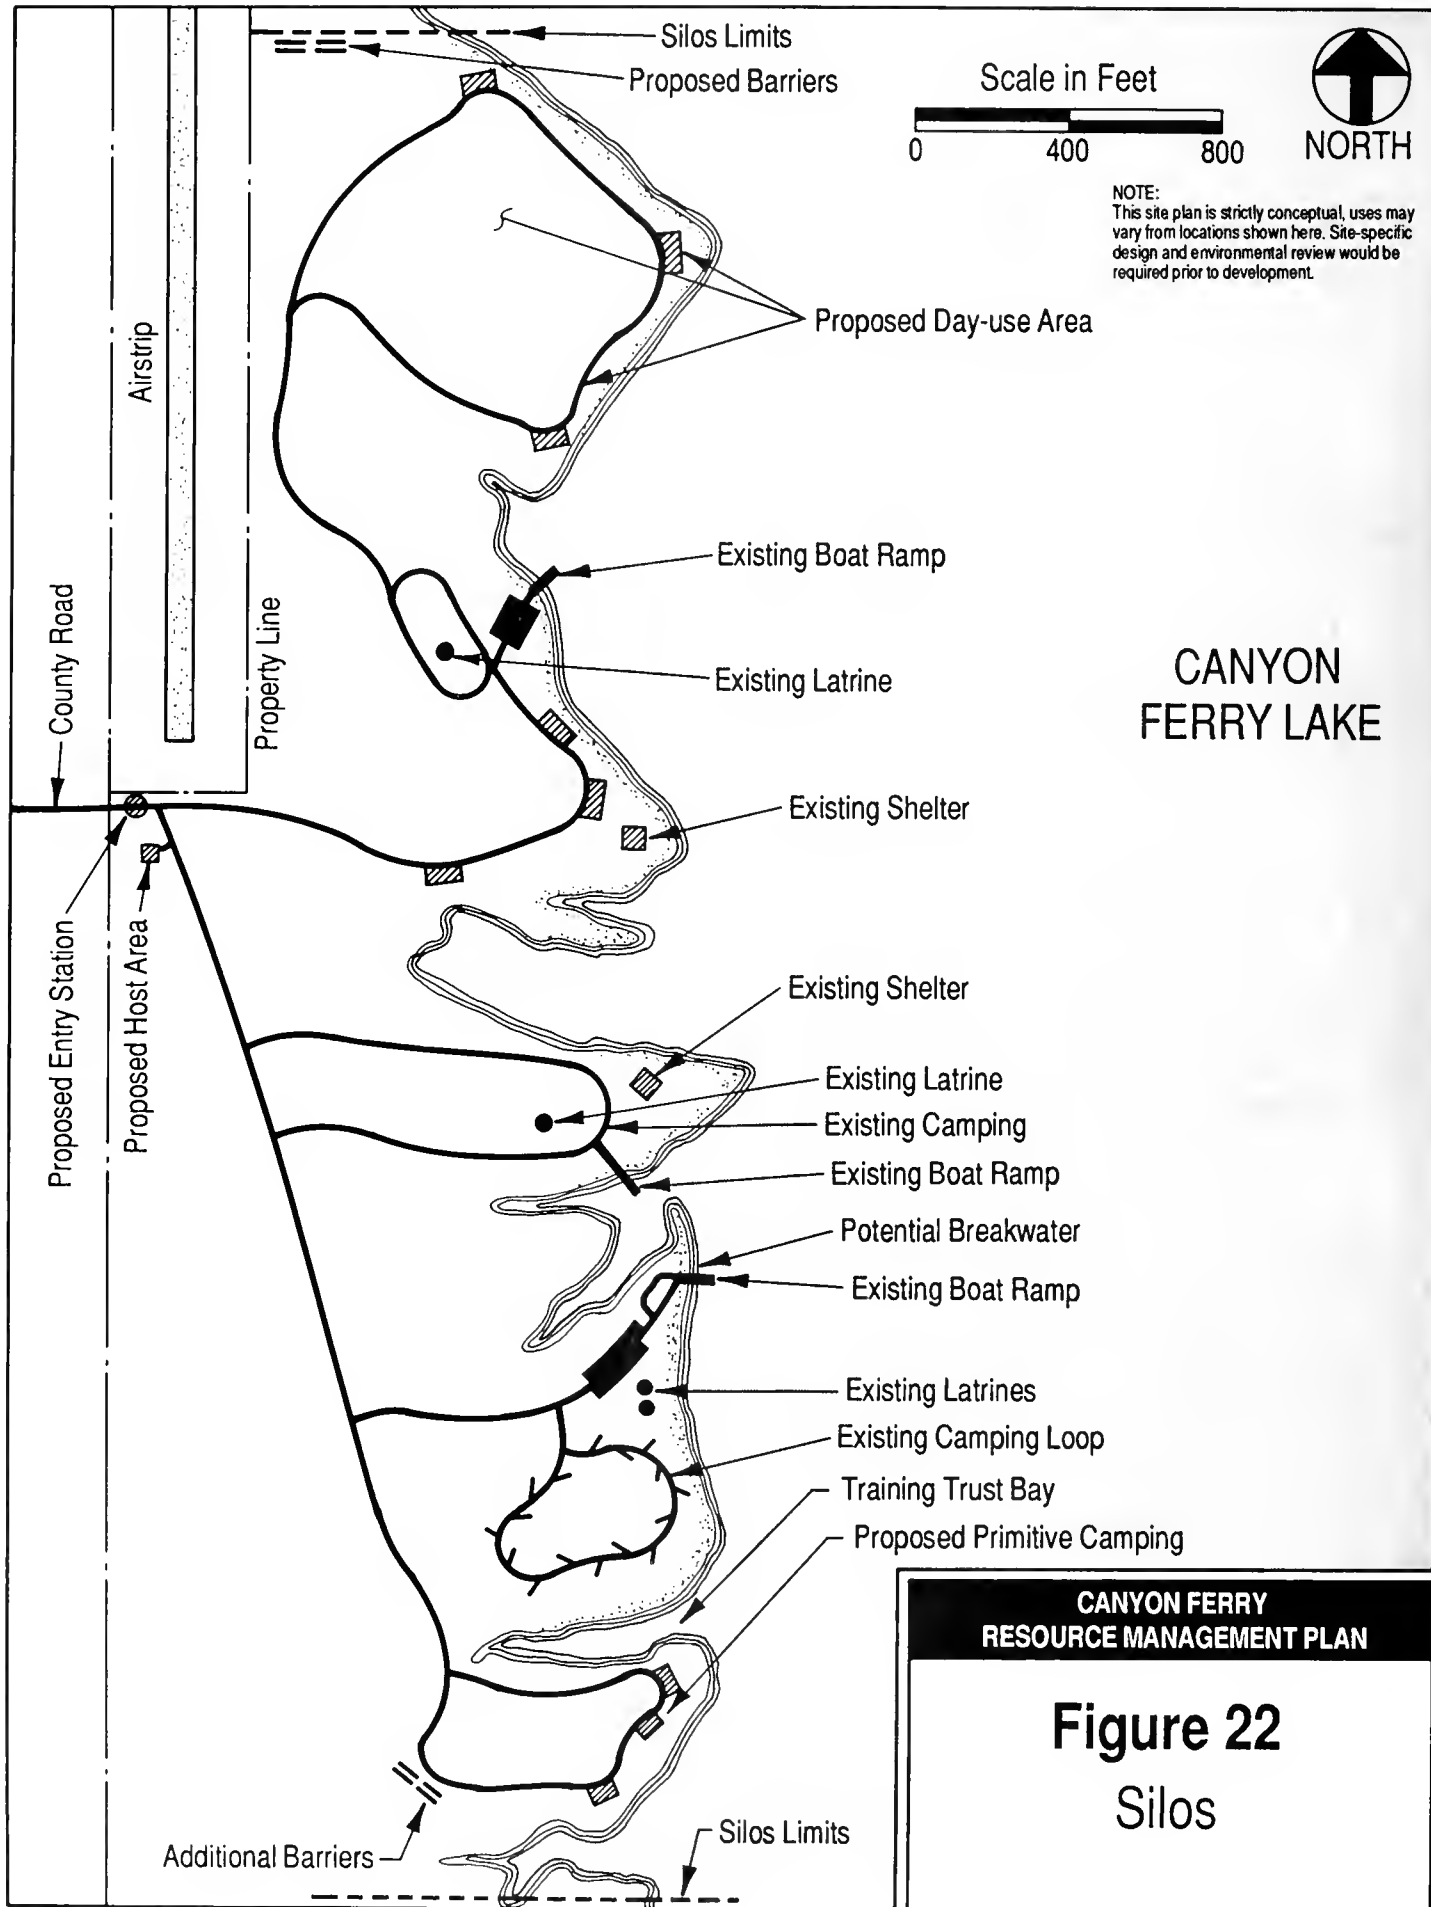 Silos Limits
Proposed Barriers
Scale in Feet
0 400 800
NORTH
NOTE:
This site plan is strictly conceptual, uses may
vary from locations shown here. Site-specific
design and environmental review would be
required prior to development.
Airstrip
Proposed Day-use Area
Existing Boat Ramp
County Road
Property Line
Existing Latrine
CANYON
FERRY LAKE
Existing Shelter
Proposed Entry Station
Proposed Host Area
Existing Shelter
Existing Latrine
Existing Camping
Existing Boat Ramp
Potential Breakwater
Existing Boat Ramp
Existing Latrines
Existing Camping Loop
Training Trust Bay
Proposed Primitive Camping
Additional Barriers
Silos Limits
CANYON FERRY
RESOURCE MANAGEMENT PLAN
Figure 22
Silos